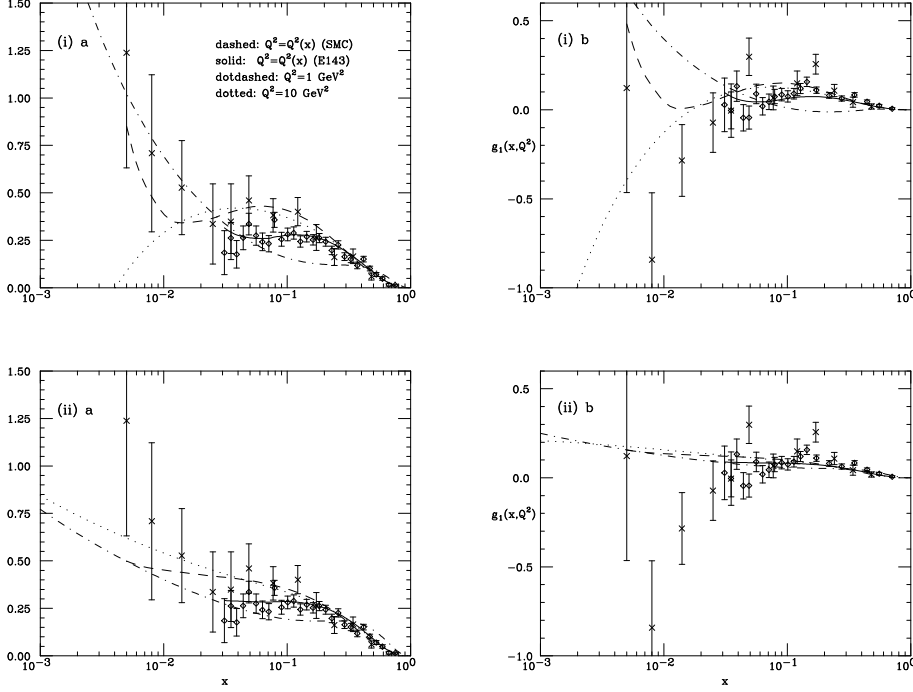 1.50
(i) a
dashed: Q²=Q²(x) (SMC)
solid: Q²=Q²(x) (E143)
dotdashed: Q²=1 GeV²
dotted: Q²=10 GeV²
1.25
1.00
0.75
0.50
0.25
0.00
10⁻³ 10⁻² 10⁻¹ 10⁰
(i) b
0.5
0.0
g₁(x,Q²)
−0.5
−1.0
10⁻³ 10⁻² 10⁻¹ 10⁰
1.50
(ii) a
1.25
1.00
0.75
0.50
0.25
0.00
10⁻³ 10⁻² 10⁻¹ 10⁰
x
(ii) b
0.5
0.0
g₁(x,Q²)
−0.5
−1.0
10⁻³ 10⁻² 10⁻¹ 10⁰
x